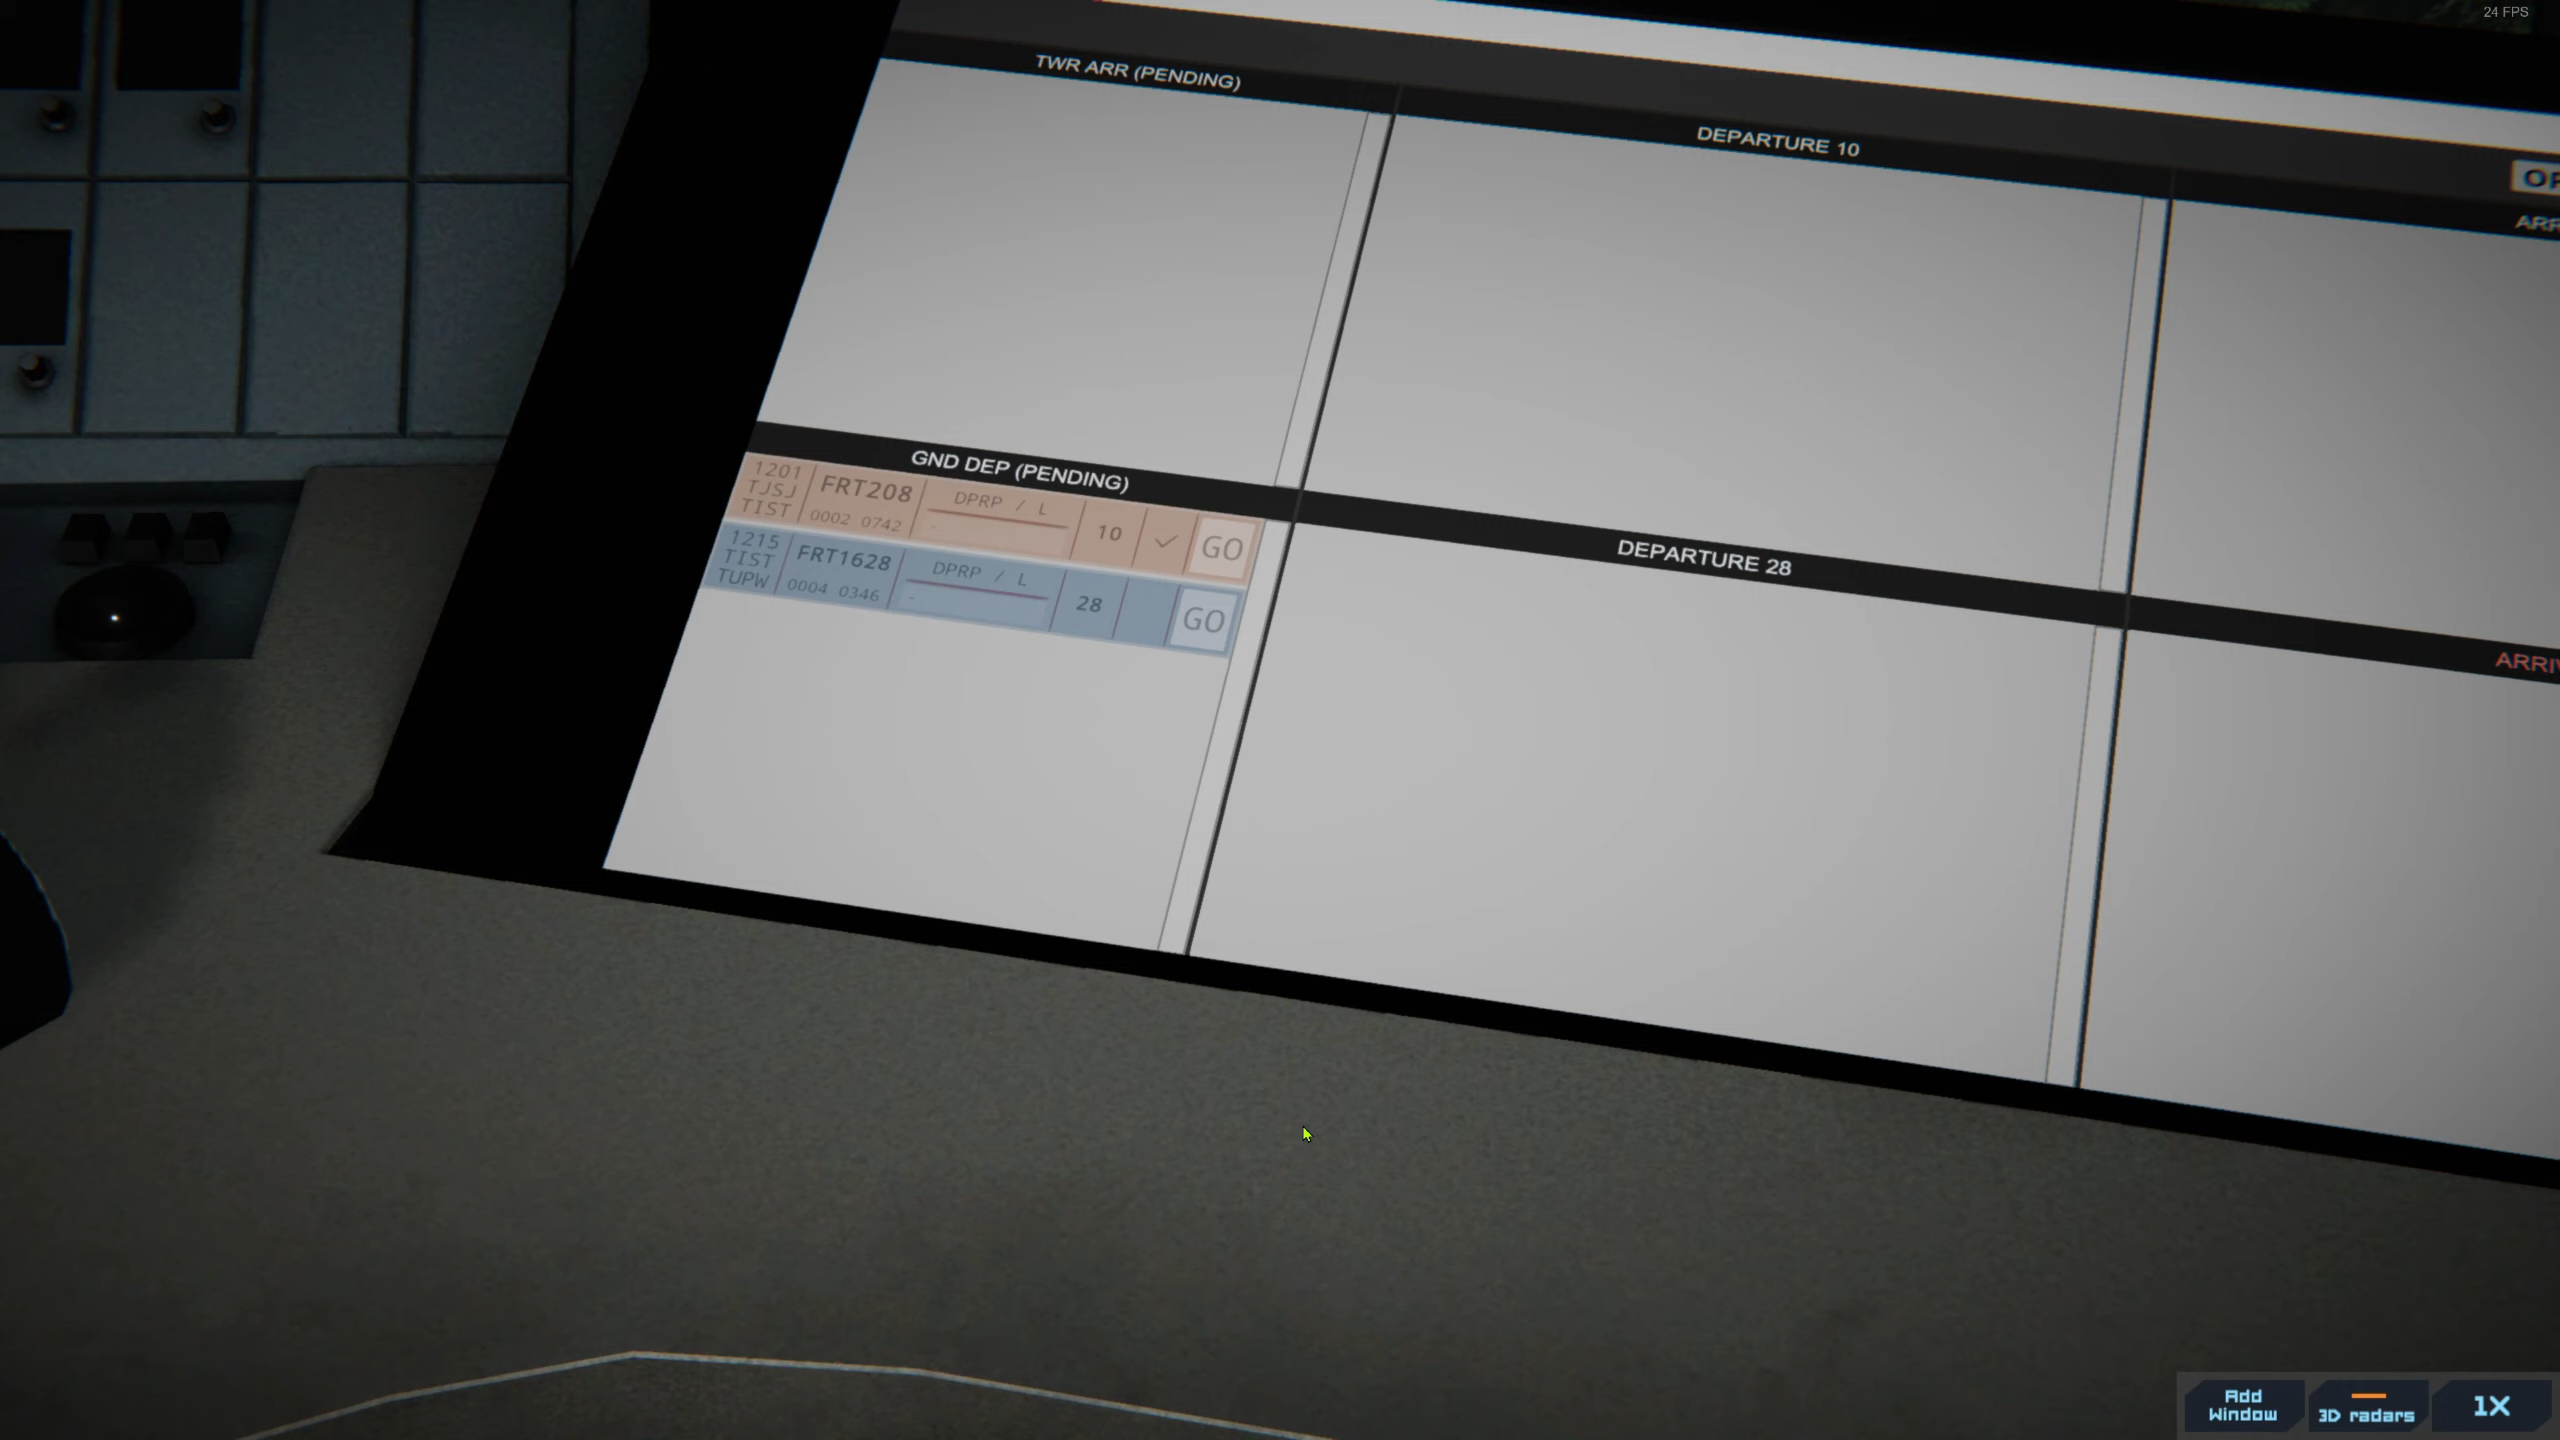 24 FPS
TWR ARR (PENDING)
DEPARTURE 10
GND DEP (PENDING)
1201
TJSJ
TIST
FRT208
0002 0742
DPRP / L
-
10
✓
GO
1215
TIST
TUPW
FRT1628
0004 0346
DPRP / L
-
28
GO
DEPARTURE 28
Add
Window
3D radars
1X